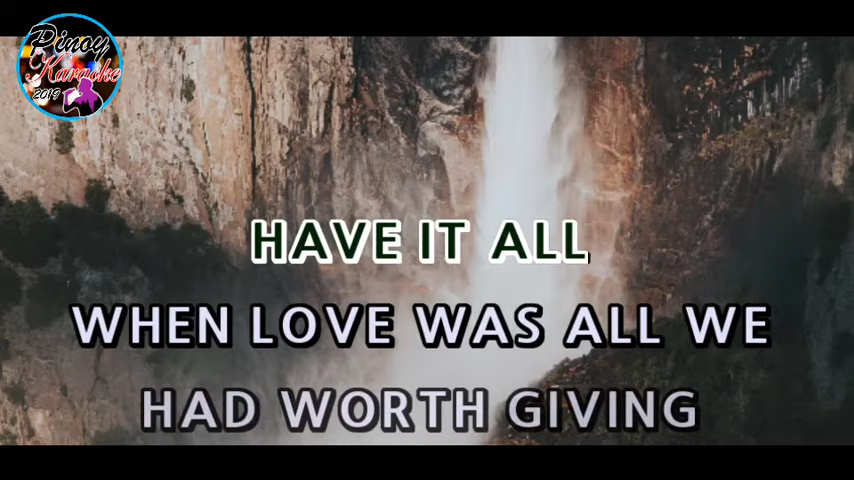 Pinoy
Karaoke
2019
HAVE IT ALL
WHEN LOVE WAS ALL WE
HAD WORTH GIVING